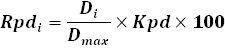 Rpd_i = D_i / D_max × Kpd × 100